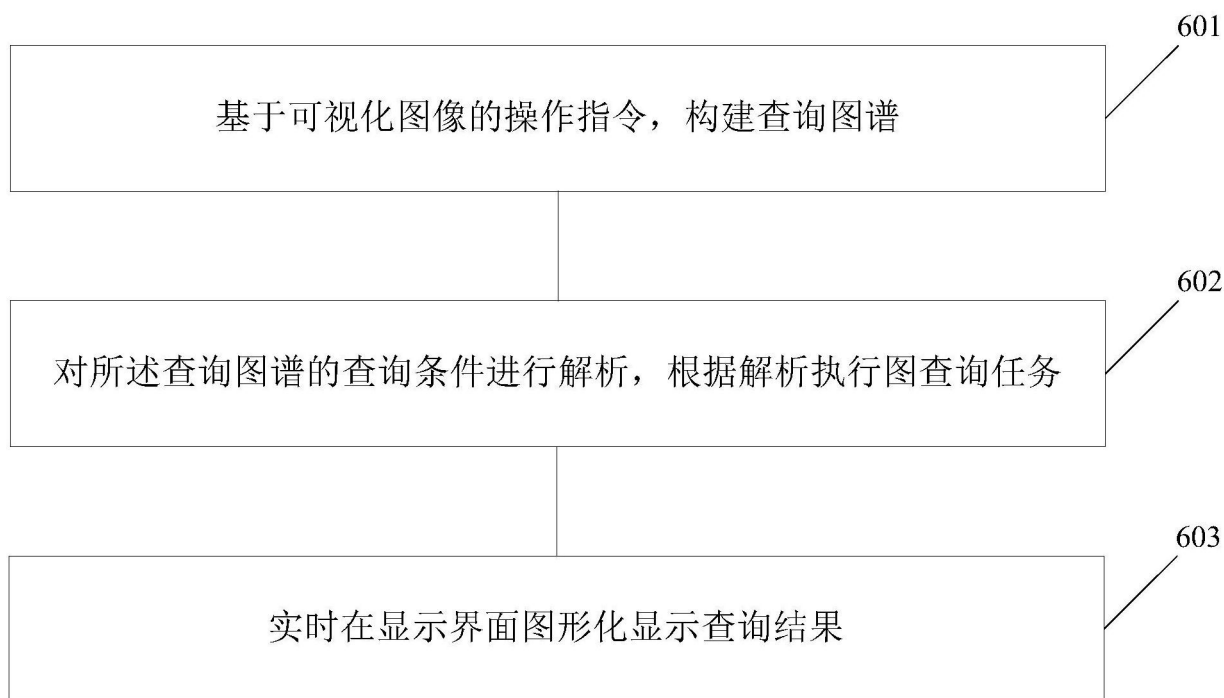 601
基于可视化图像的操作指令，构建查询图谱
602
对所述查询图谱的查询条件进行解析，根据解析执行图查询任务
603
实时在显示界面图形化显示查询结果